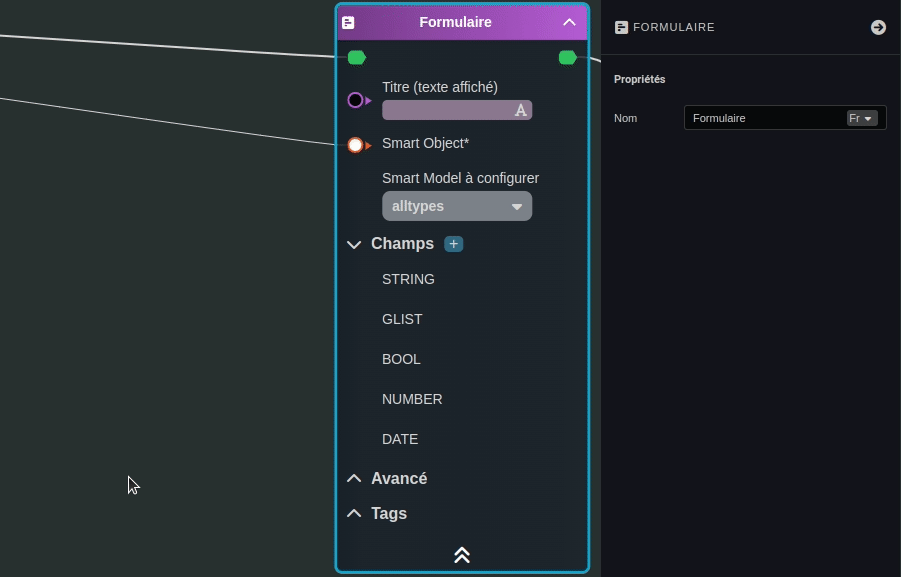 Formulaire
Titre (texte affiché)
A
Smart Object*
Smart Model à configurer
alltypes
Champs +
STRING
GLIST
BOOL
NUMBER
DATE
Avancé
Tags
FORMULAIRE
Propriétés
Nom Formulaire Fr